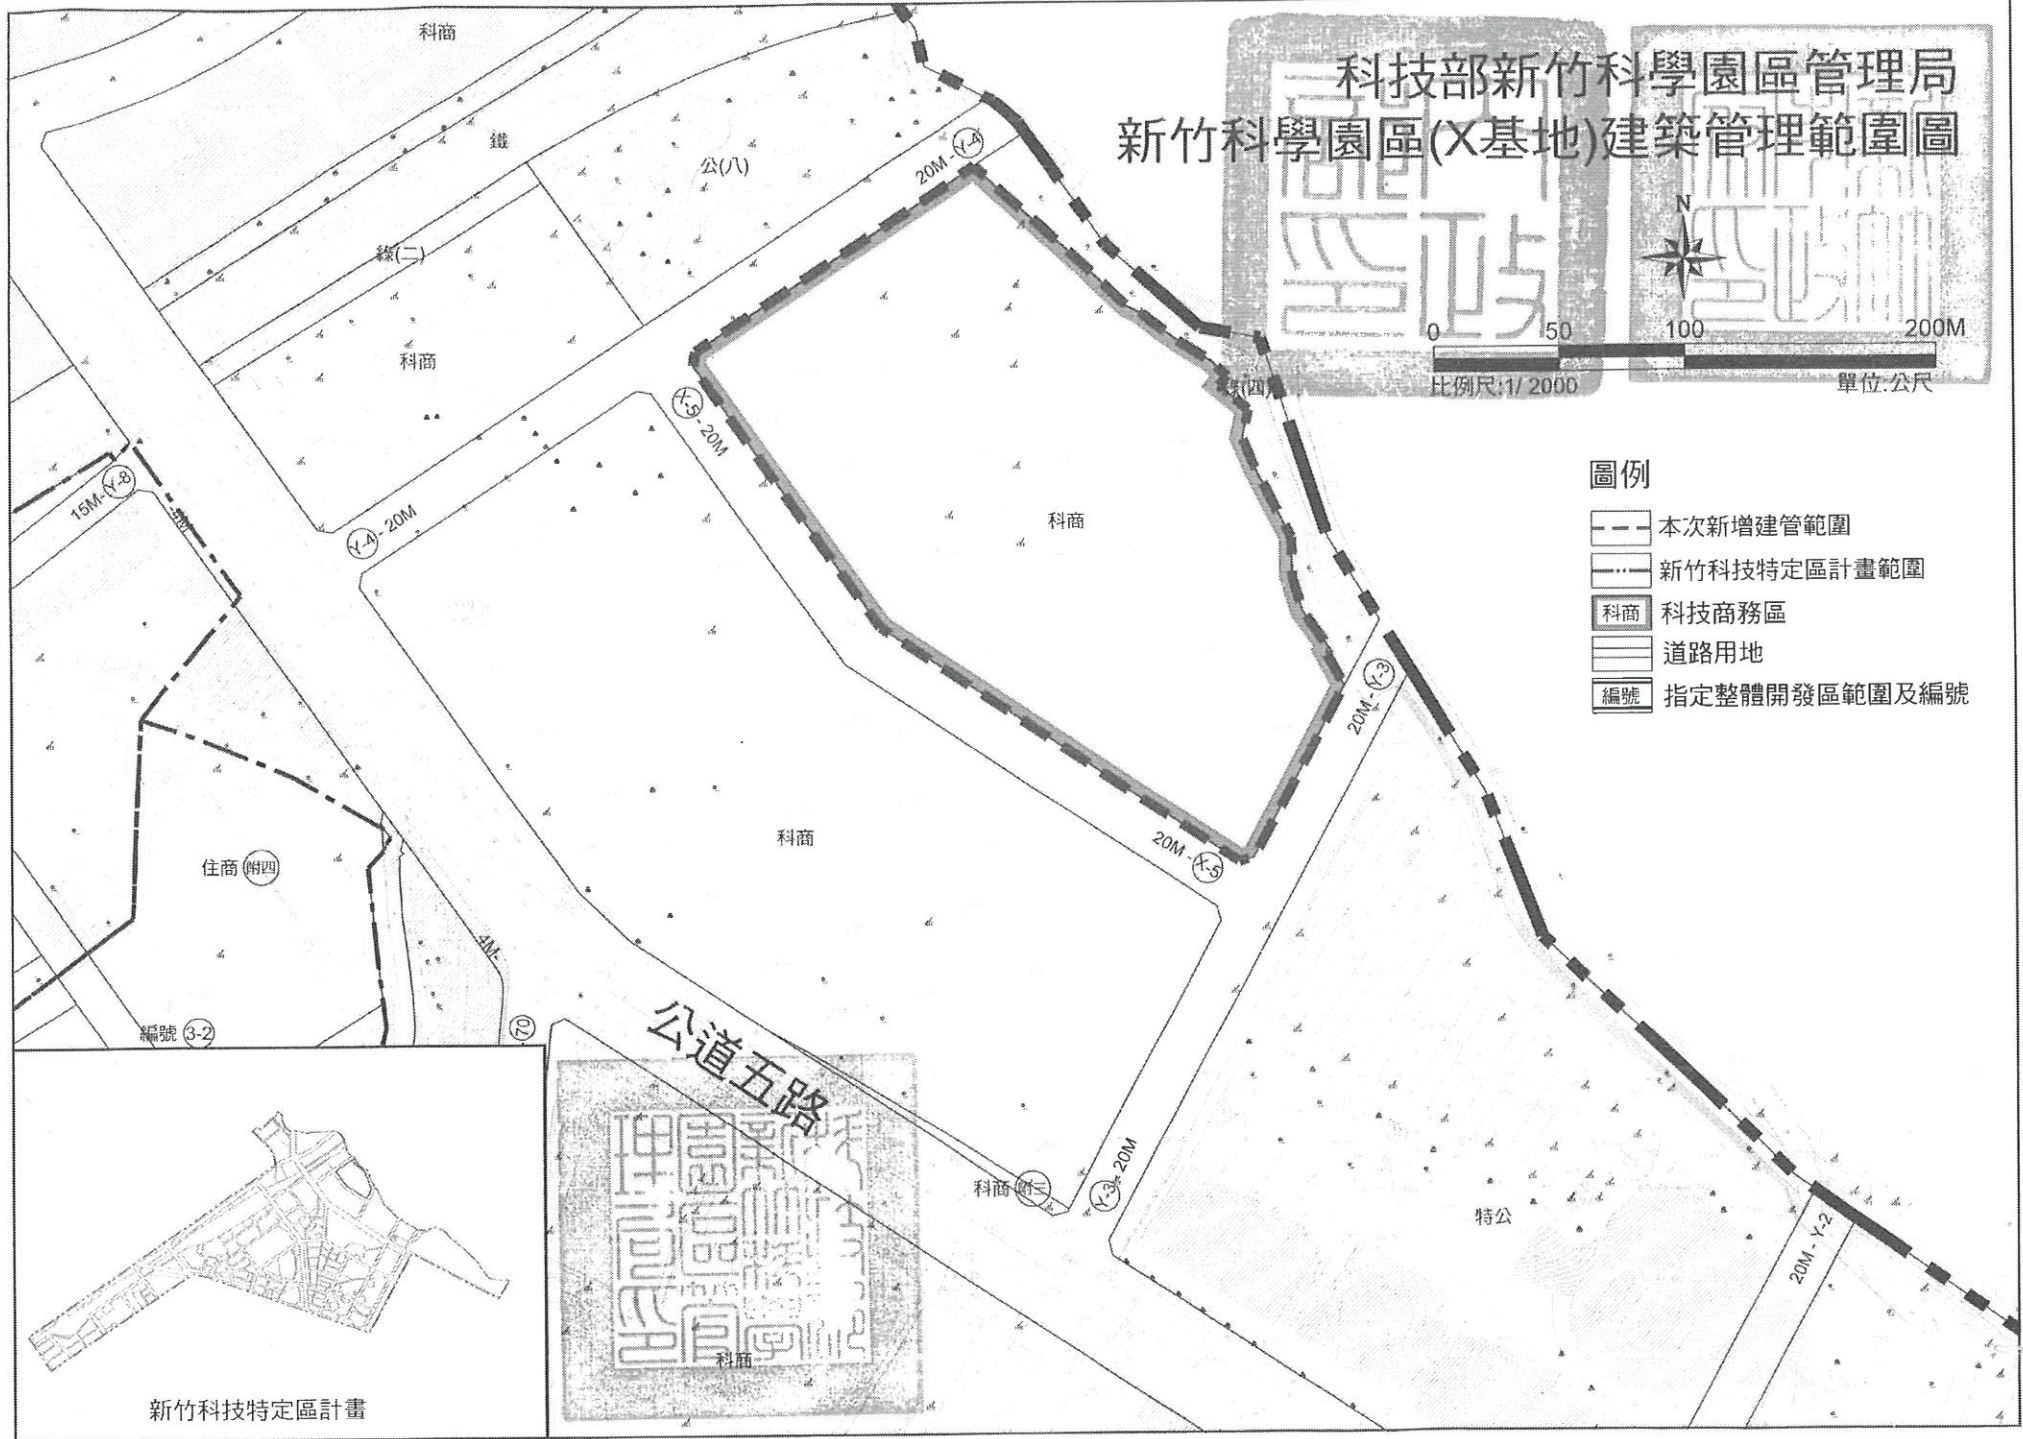 科技部新竹科學園區管理局
新竹科學園區(X基地)建築管理範圍圖
N
0 50 100 200M
比例尺:1/2000 單位:公尺
圖例
本次新增建管範圍
新竹科技特定區計畫範圍
科商 科技商務區
道路用地
編號 指定整體開發區範圍及編號
科商
鐵
公(八)
20M-Y-4
綠(二)
科商
X-5-20M
15M-Y-8
Y-4-20M
科商
20M-Y-3
科商
20M-X-5
住商 附四
4M
編號 3-2
70
公道五路
科商 附三
Y-3-20M
特公
20M-Y-2
科商
新竹科技特定區計畫